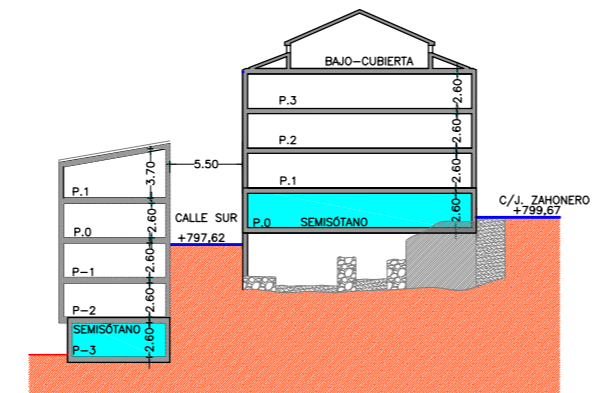 BAJO-CUBIERTA
P.3
2.60
P.2
2.60
P.1
2.60
P.0 SEMISÓTANO
2.60
C/J. ZAHONERO
+799,67
5.50
CALLE SUR
+797,62
P.1
3.70
P.0
2.60
P-1
2.60
P-2
2.60
SEMISÓTANO
P-3
2.60